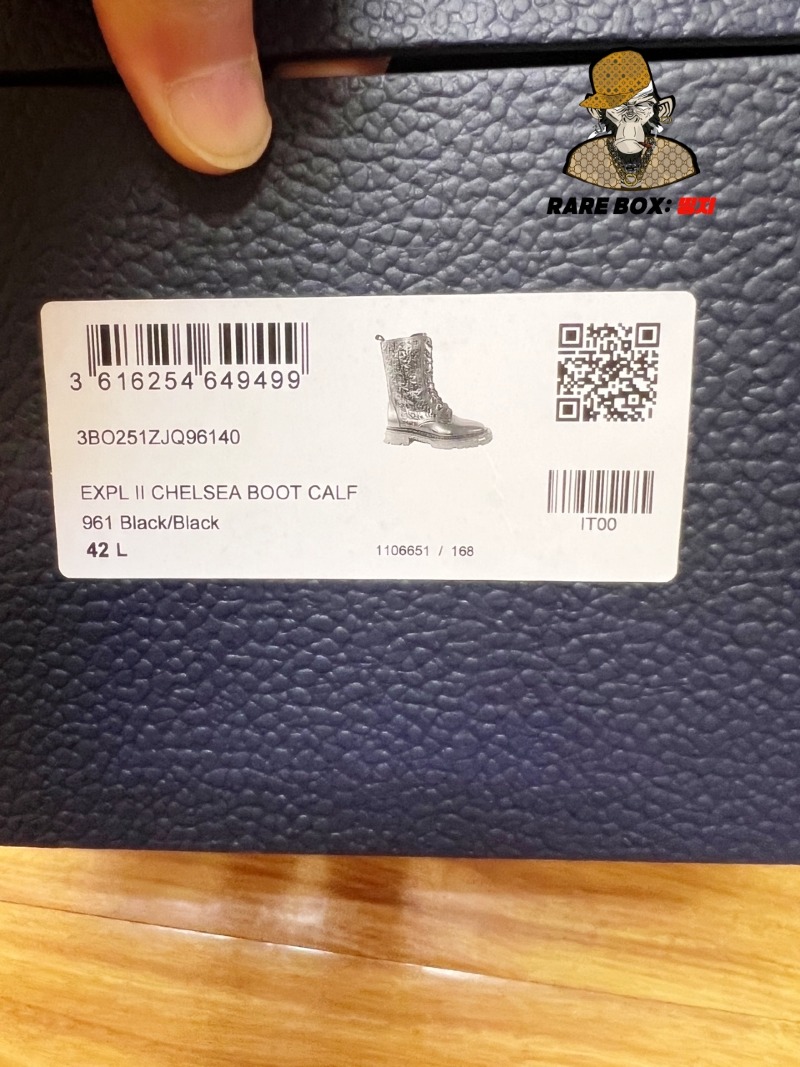 RARE BOX:
3 616254 649499
3BO251ZJQ96140
EXPL II CHELSEA BOOT CALF
961 Black/Black
42 L
1106651 / 168
IT00